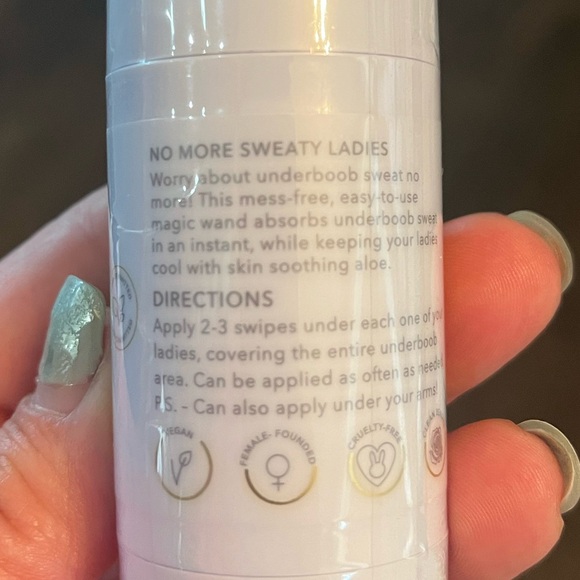 NO MORE SWEATY LADIES
Worry about underboob sweat no
more! This mess-free, easy-to-use
magic wand absorbs underboob sweat
in an instant, while keeping your ladies
cool with skin soothing aloe.
DIRECTIONS
Apply 2-3 swipes under each one of your
ladies, covering the entire underboob
area. Can be applied as often as needed.
P.S. - Can also apply under your arms!
VEGAN
FEMALE-FOUNDED
CRUELTY-FREE